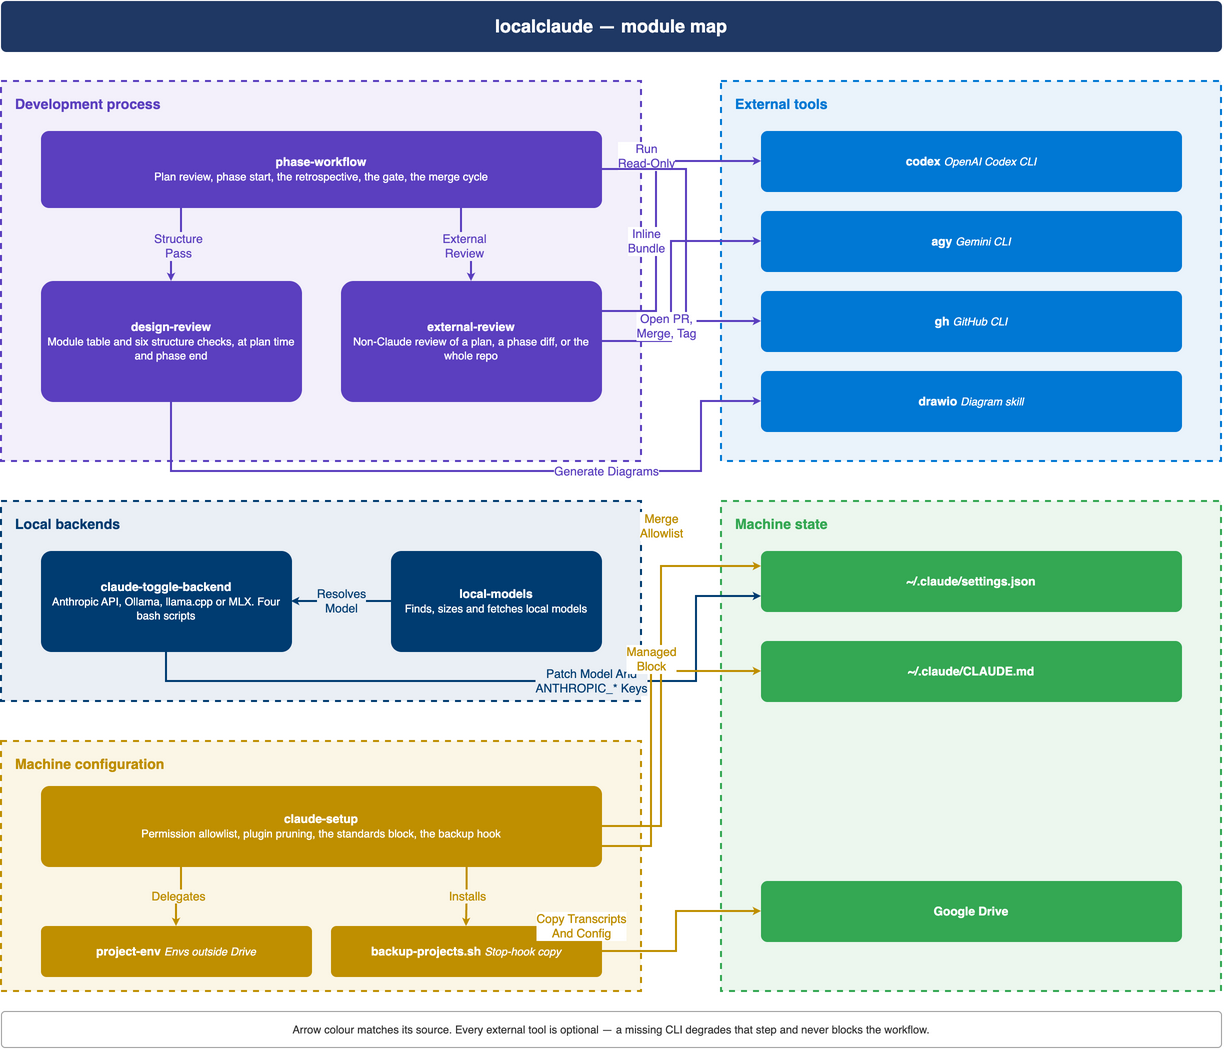 localclaude — module map
Development process
phase-workflow
Plan review, phase start, the retrospective, the gate, the merge cycle
Structure
Pass
External
Review
design-review
Module table and six structure checks, at plan time
and phase end
external-review
Non-Claude review of a plan, a phase diff, or the
whole repo
Run
Read-Only
Inline
Bundle
Open PR,
Merge, Tag
Generate Diagrams
External tools
codex OpenAI Codex CLI
agy Gemini CLI
gh GitHub CLI
drawio Diagram skill
Local backends
claude-toggle-backend
Anthropic API, Ollama, llama.cpp or MLX. Four
bash scripts
Resolves
Model
local-models
Finds, sizes and fetches local models
Patch Model And
ANTHROPIC_* Keys
Merge
Allowlist
Managed
Block
Machine state
~/.claude/settings.json
~/.claude/CLAUDE.md
Google Drive
Machine configuration
claude-setup
Permission allowlist, plugin pruning, the standards block, the backup hook
Delegates
Installs
Copy Transcripts
And Config
project-env Envs outside Drive
backup-projects.sh Stop-hook copy
Arrow colour matches its source. Every external tool is optional — a missing CLI degrades that step and never blocks the workflow.